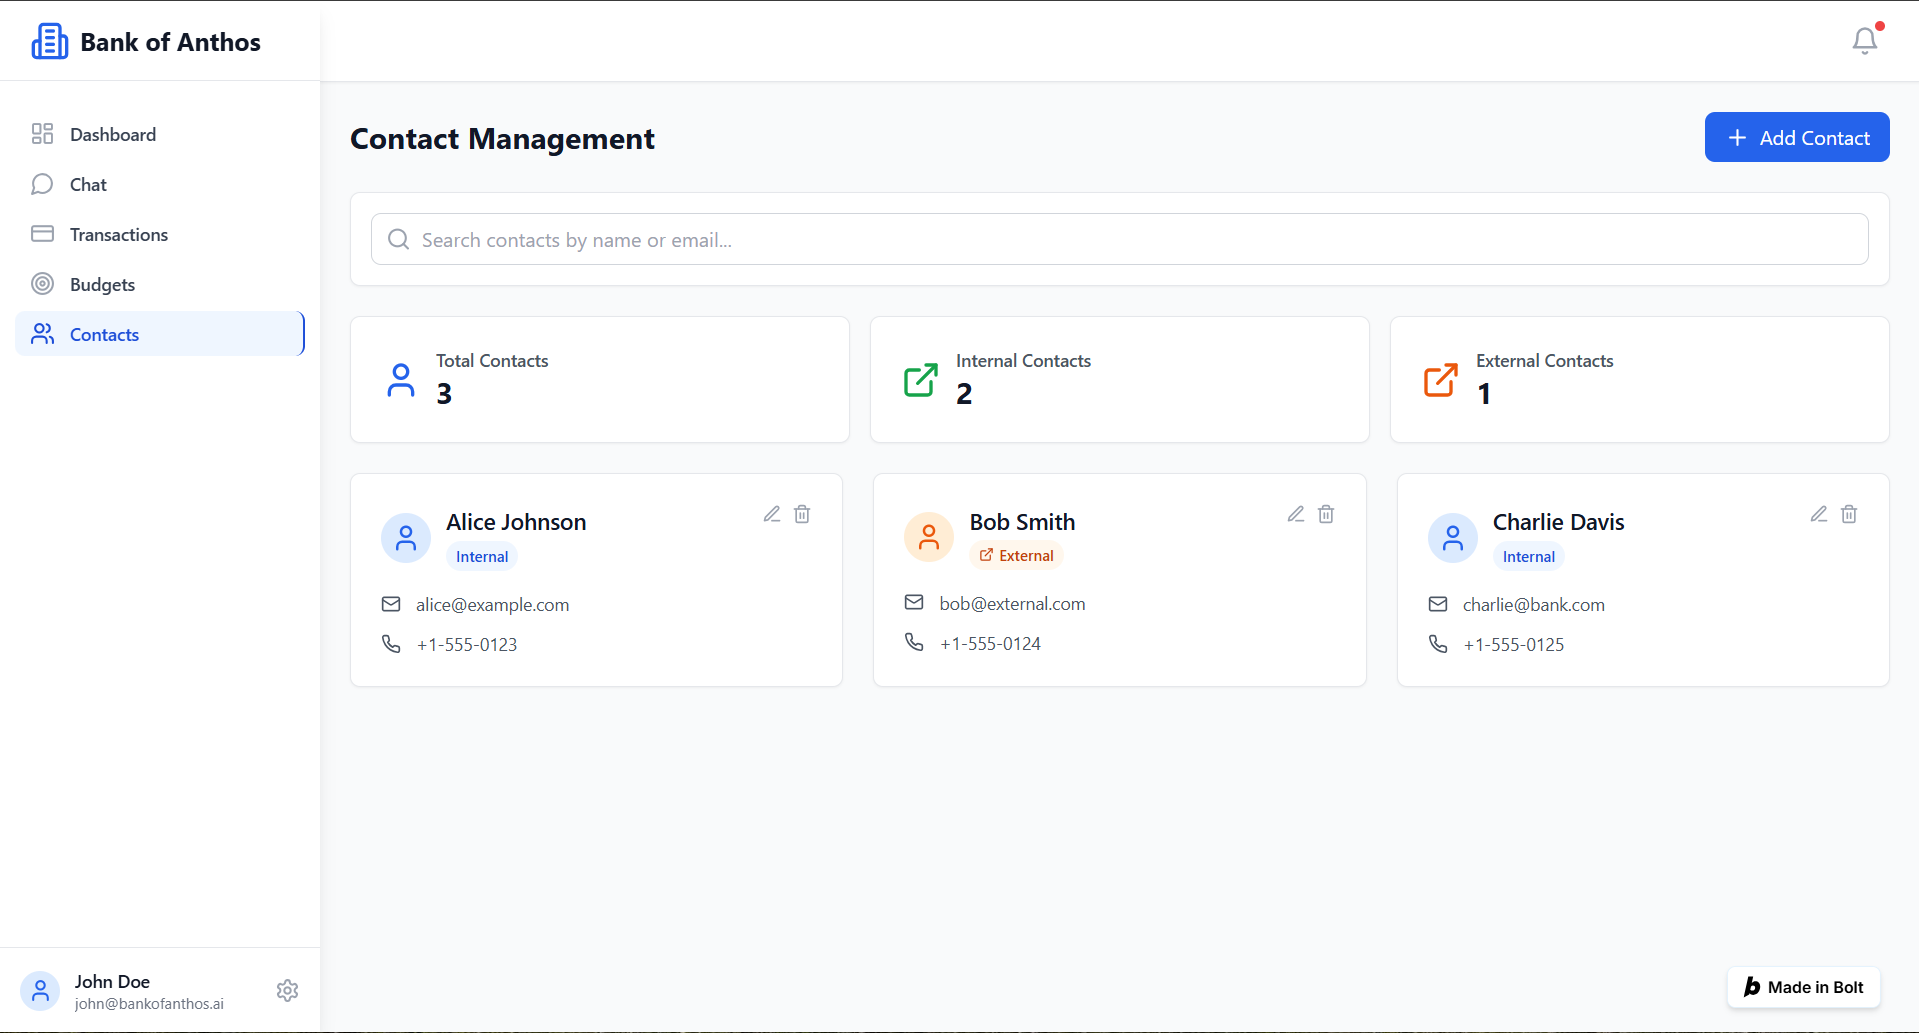 Bank of Anthos
Dashboard
Chat
Transactions
Budgets
Contacts
Contact Management
Add Contact
Search contacts by name or email...
Total Contacts
3
Internal Contacts
2
External Contacts
1
Alice Johnson
Internal
alice@example.com
+1-555-0123
Bob Smith
External
bob@external.com
+1-555-0124
Charlie Davis
Internal
charlie@bank.com
+1-555-0125
John Doe
john@bankofanthos.ai
b Made in Bolt